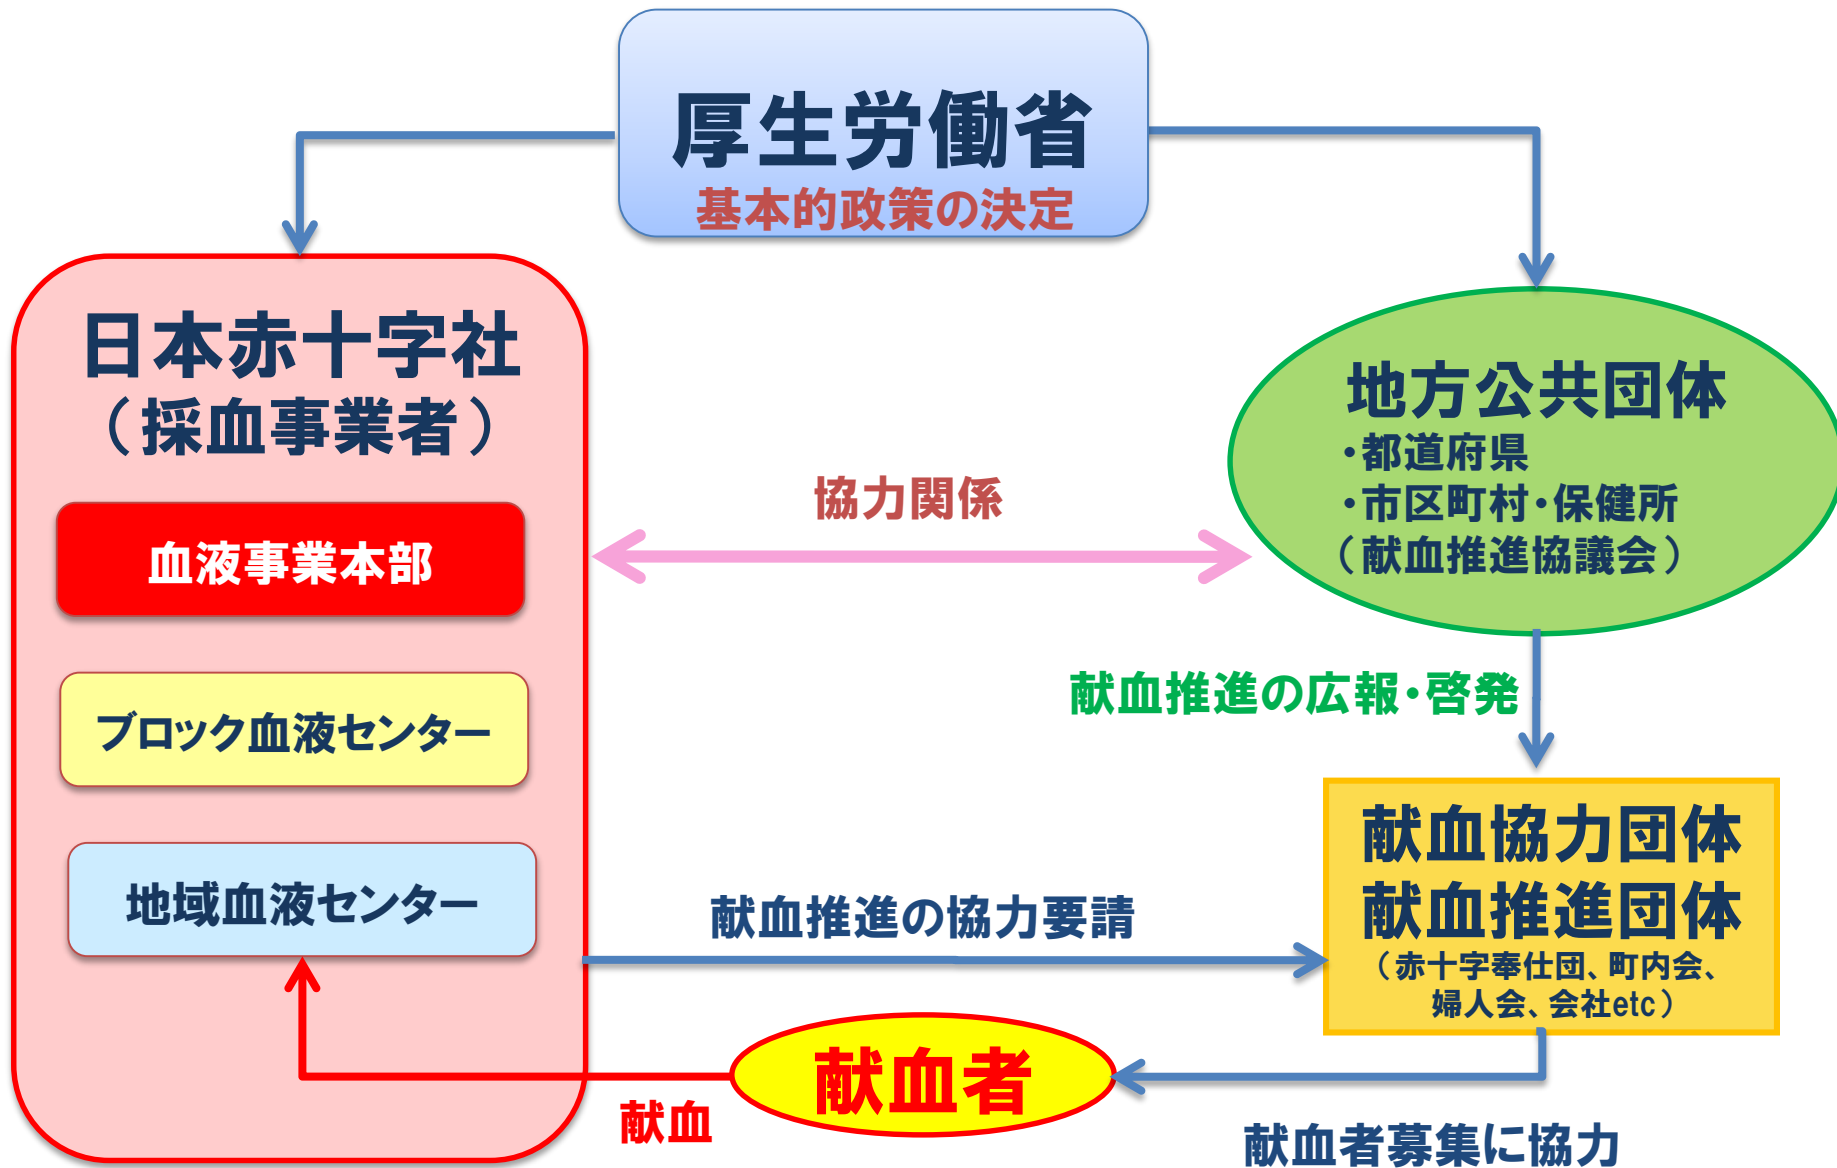 厚生労働省
基本的政策の決定
日本赤十字社
（採血事業者）
血液事業本部
ブロック血液センター
地域血液センター
協力関係
地方公共団体
・都道府県
・市区町村・保健所
（献血推進協議会）
献血推進の広報・啓発
献血協力団体
献血推進団体
（赤十字奉仕団、町内会、
婦人会、会社etc）
献血推進の協力要請
献血者
献血
献血者募集に協力